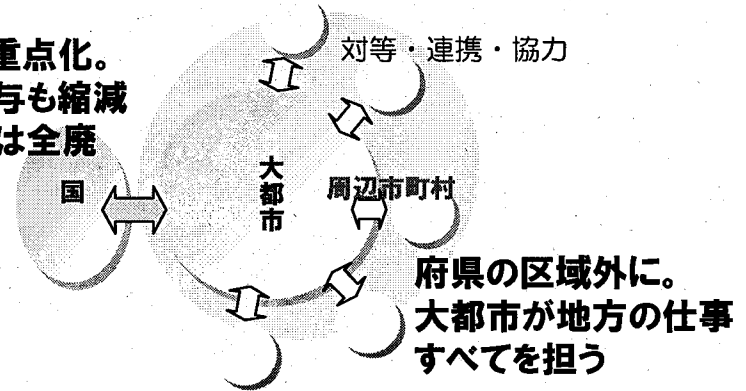 重点化。
対等・連携・協力
与も縮減
は全廃
国
大都市
周辺市町村
府県の区域外に。
大都市が地方の仕事
すべてを担う